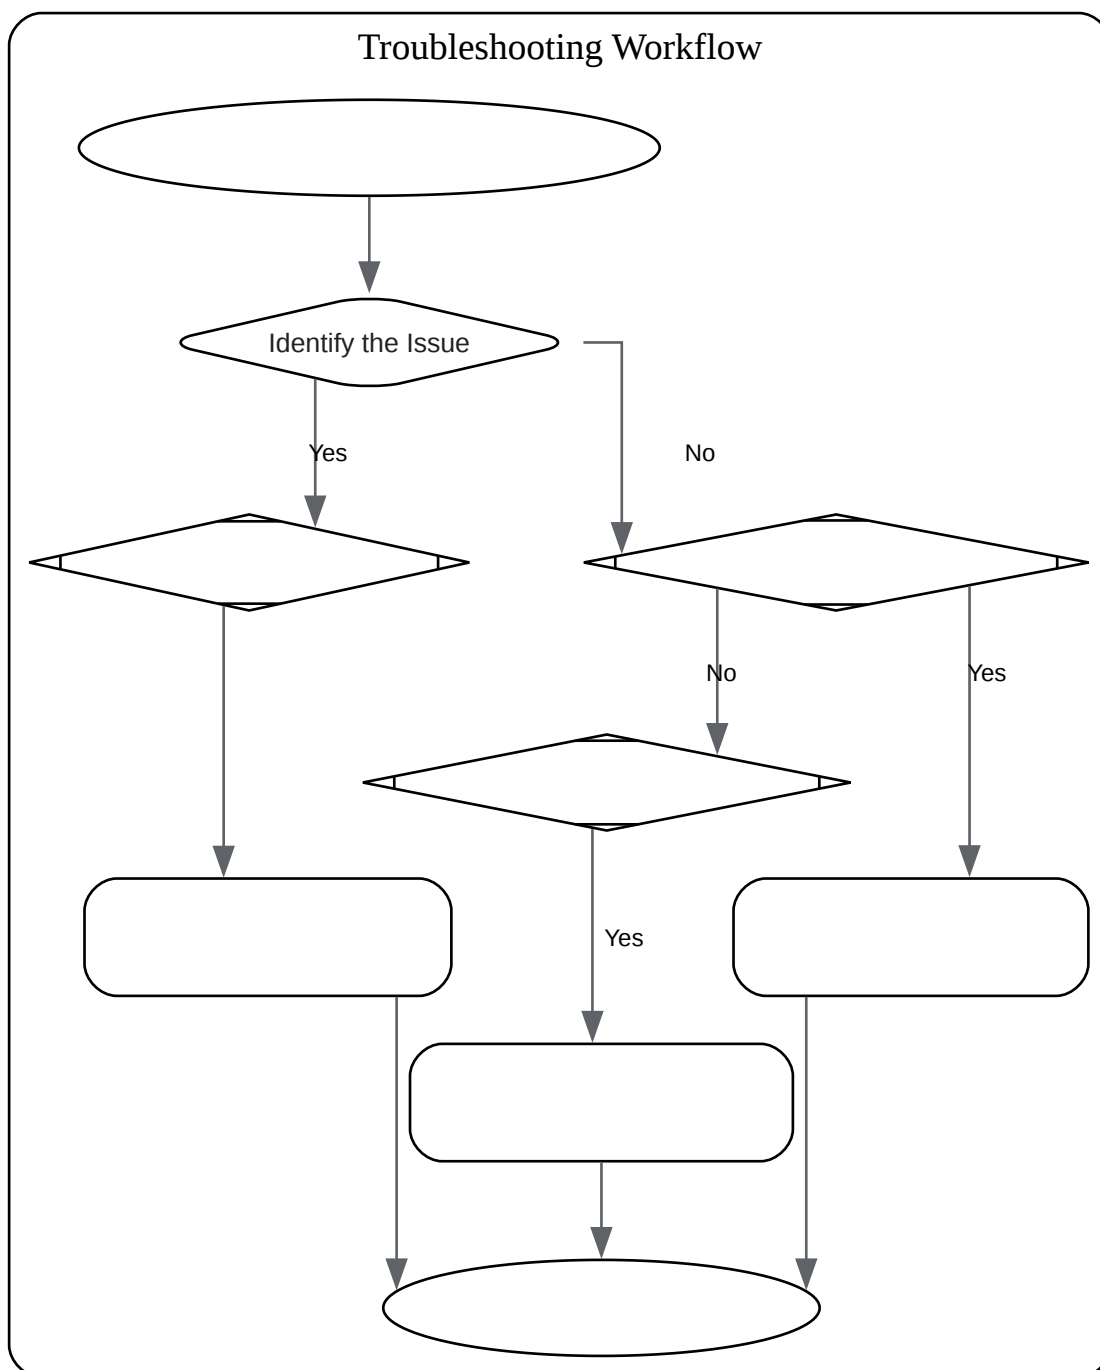 Troubleshooting Workflow
Identify the Issue
Yes
No
No
Yes
Yes